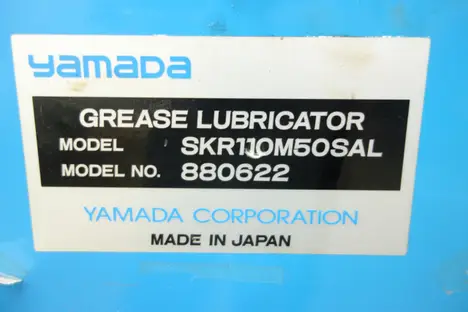 yamada
GREASE LUBRICATOR
MODEL SKR110M50SAL
MODEL NO. 880622
YAMADA CORPORATION
MADE IN JAPAN